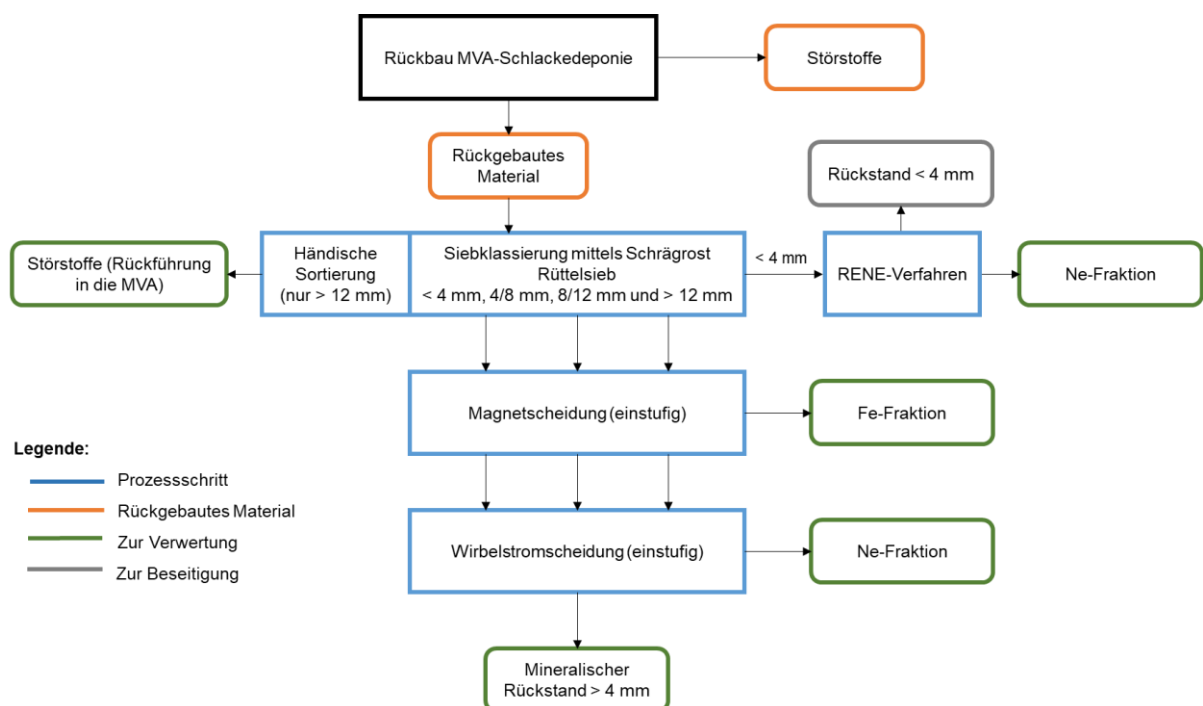 Rückbau MVA-Schlackedeponie
Störstoffe
Rückgebautes
Material
Rückstand < 4 mm
Störstoffe (Rückführung
in die MVA)
Händische
Sortierung
(nur > 12 mm)
Siebklassierung mittels Schrägrost
Rüttelsieb
< 4 mm, 4/8 mm, 8/12 mm und > 12 mm
< 4 mm
RENE-Verfahren
Ne-Fraktion
Magnetscheidung (einstufig)
Fe-Fraktion
Legende:
Prozessschritt
Rückgebautes Material
Zur Verwertung
Zur Beseitigung
Wirbelstromscheidung (einstufig)
Ne-Fraktion
Mineralischer
Rückstand > 4 mm